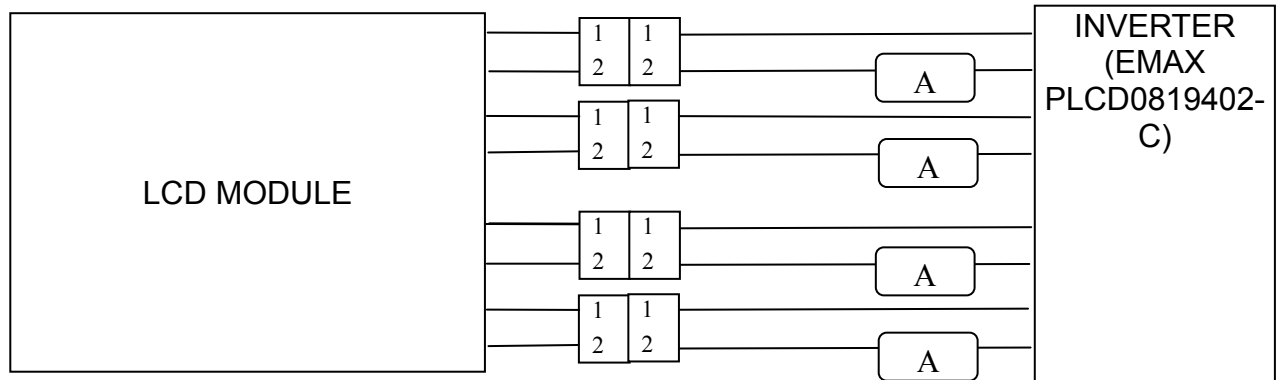 LCD MODULE
1 1
2 2
A
1 1
2 2
A
1 1
2 2
A
1 1
2 2
A
INVERTER
(EMAX
PLCD0819402-
C)